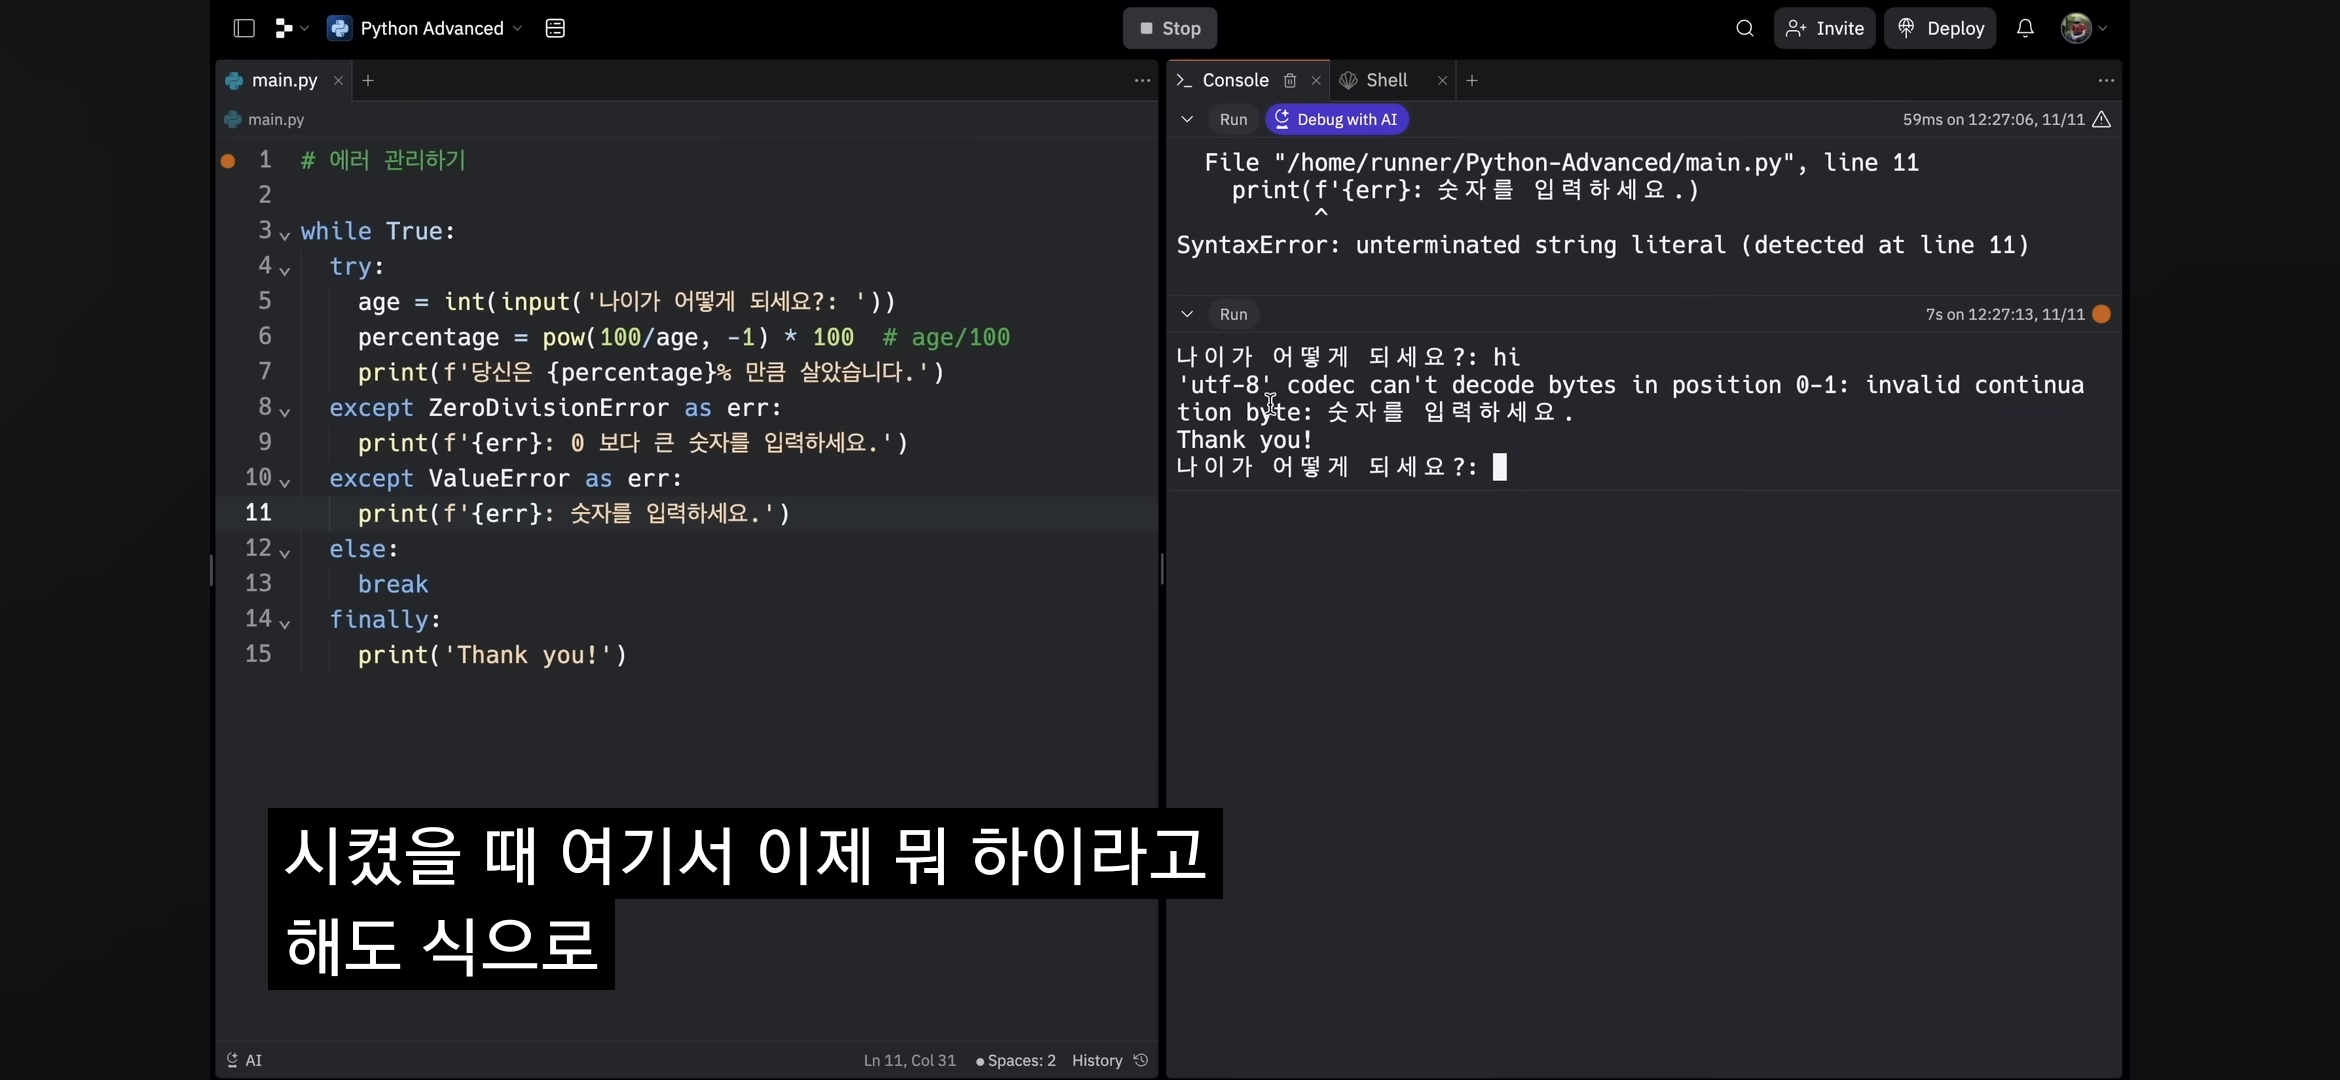 Python Advanced
Stop
Invite
Deploy
main.py
Console
Shell
main.py
Run
Debug with AI
59ms on 12:27:06, 11/11
1 # 에러 관리하기
2
3 while True:
4 try:
5 age = int(input('나이가 어떻게 되세요?: '))
6 percentage = pow(100/age, -1) * 100  # age/100
7 print(f'당신은 {percentage}% 만큼 살았습니다.')
8 except ZeroDivisionError as err:
9 print(f'{err}: 0 보다 큰 숫자를 입력하세요.')
10 except ValueError as err:
11 print(f'{err}: 숫자를 입력하세요.')
12 else:
13 break
14 finally:
15 print('Thank you!')
File "/home/runner/Python-Advanced/main.py", line 11
print(f'{err}: 숫자를 입력하세요.)
^
SyntaxError: unterminated string literal (detected at line 11)
Run
7s on 12:27:13, 11/11
나이가 어떻게 되세요?: hi
'utf-8' codec can't decode bytes in position 0-1: invalid continua
tion byte: 숫자를 입력하세요.
Thank you!
나이가 어떻게 되세요?:
시켰을 때 여기서 이제 뭐 하이라고
해도 식으로
AI
Ln 11, Col 31
Spaces: 2
History